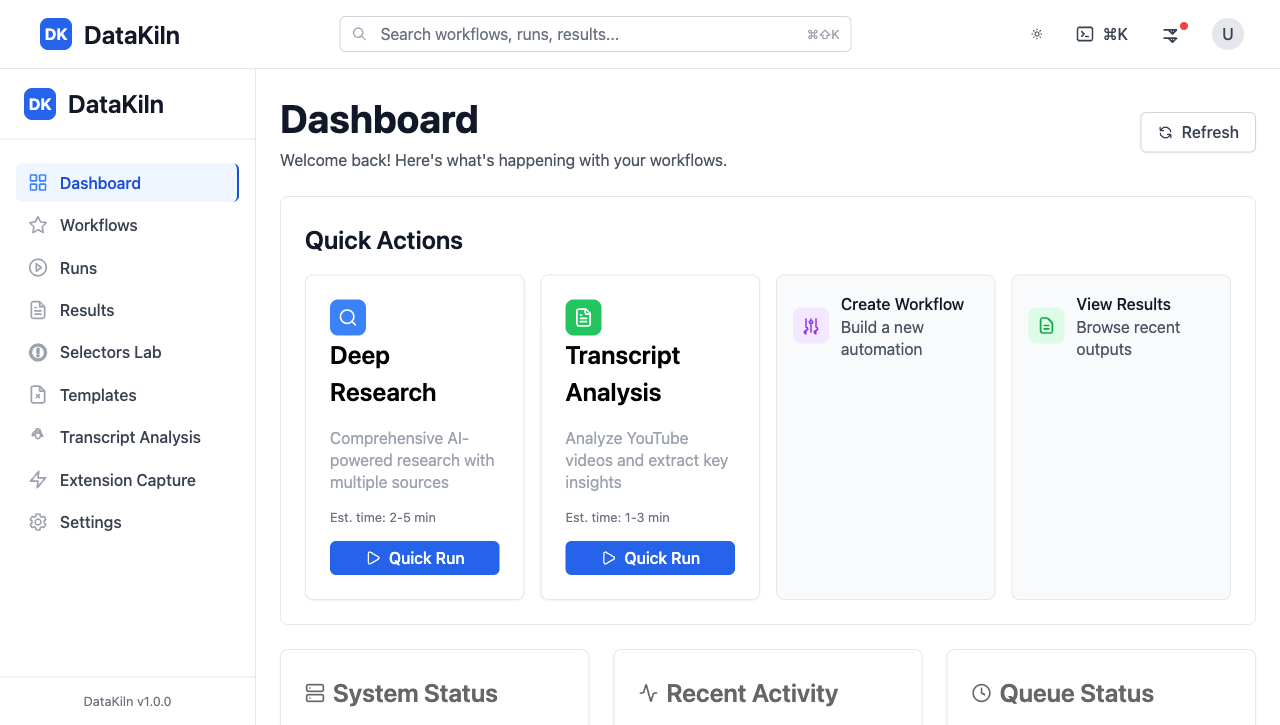 DK DataKiln
Search workflows, runs, results... ⌘⇧K
⌘K
U
DK DataKiln
Dashboard
Workflows
Runs
Results
Selectors Lab
Templates
Transcript Analysis
Extension Capture
Settings
DataKiln v1.0.0
Dashboard
Welcome back! Here's what's happening with your workflows.
Refresh
Quick Actions
Deep
Research
Comprehensive AI-
powered research with
multiple sources
Est. time: 2-5 min
Quick Run
Transcript
Analysis
Analyze YouTube
videos and extract key
insights
Est. time: 1-3 min
Quick Run
Create Workflow
Build a new
automation
View Results
Browse recent
outputs
System Status
Recent Activity
Queue Status